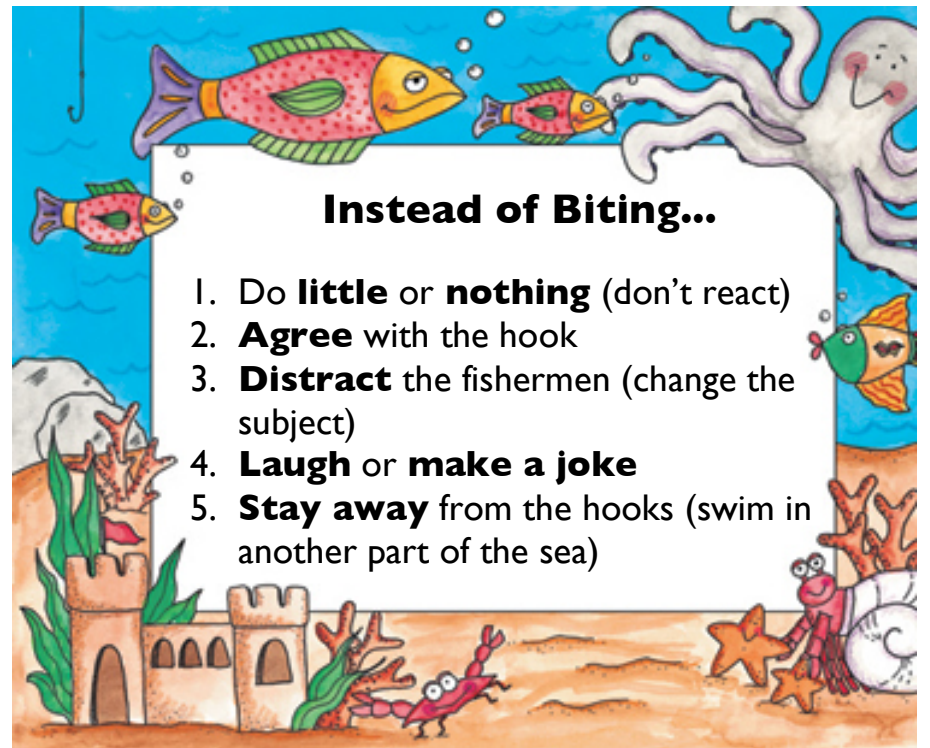 Instead of Biting...
1. Do little or nothing (don't react)
2. Agree with the hook
3. Distract the fishermen (change the
subject)
4. Laugh or make a joke
5. Stay away from the hooks (swim in
another part of the sea)